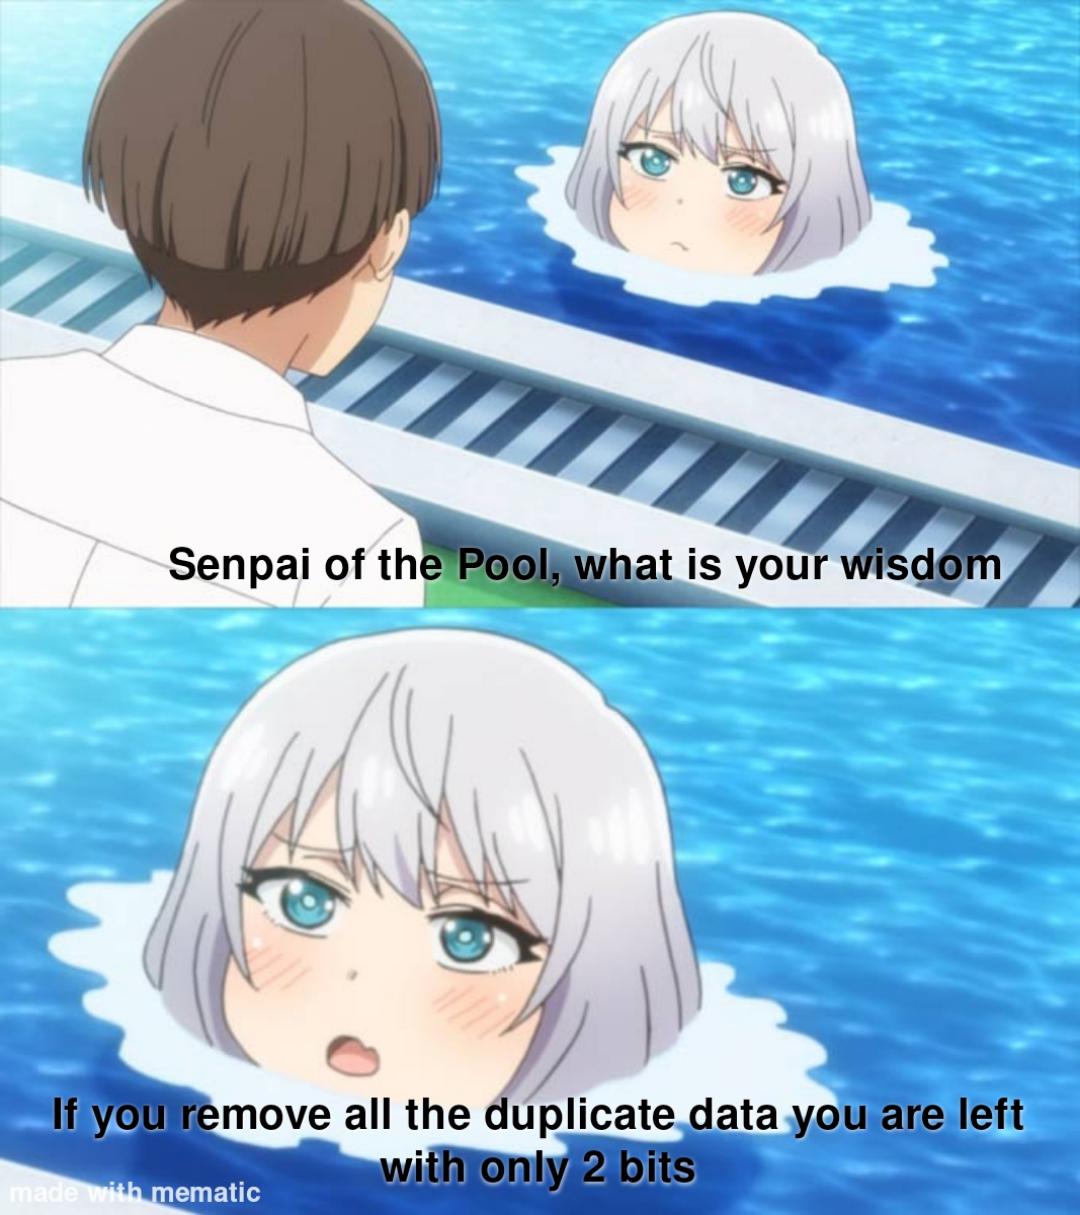 Senpai of the Pool, what is your wisdom
If you remove all the duplicate data you are left
with only 2 bits
made with mematic